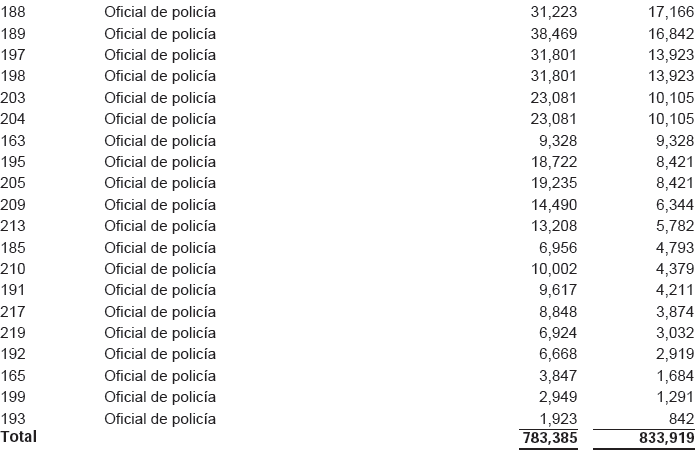 188 Oficial de policía 31,223 17,166
189 Oficial de policía 38,469 16,842
197 Oficial de policía 31,801 13,923
198 Oficial de policía 31,801 13,923
203 Oficial de policía 23,081 10,105
204 Oficial de policía 23,081 10,105
163 Oficial de policía 9,328 9,328
195 Oficial de policía 18,722 8,421
205 Oficial de policía 19,235 8,421
209 Oficial de policía 14,490 6,344
213 Oficial de policía 13,208 5,782
185 Oficial de policía 6,956 4,793
210 Oficial de policía 10,002 4,379
191 Oficial de policía 9,617 4,211
217 Oficial de policía 8,848 3,874
219 Oficial de policía 6,924 3,032
192 Oficial de policía 6,668 2,919
165 Oficial de policía 3,847 1,684
199 Oficial de policía 2,949 1,291
193 Oficial de policía 1,923 842
Total 783,385 833,919